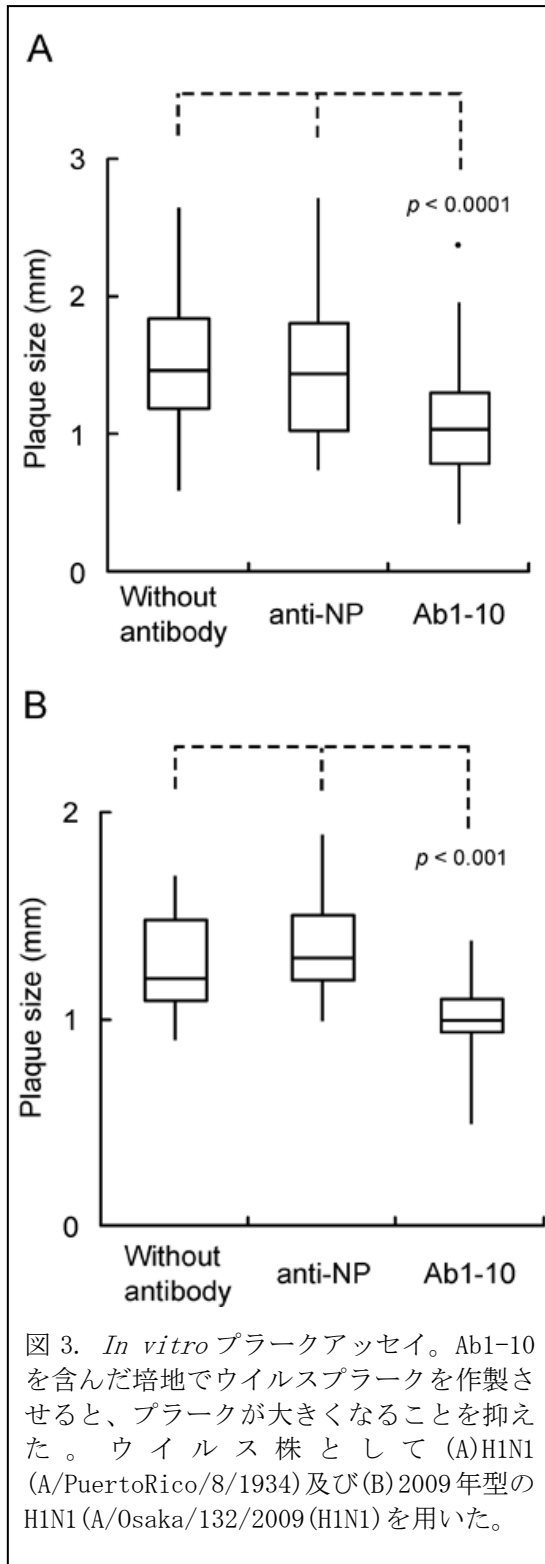 A
3
p < 0.0001
2
Plaque size (mm)
1
0
Without
antibody
anti-NP
Ab1-10
B
2
p < 0.001
Plaque size (mm)
1
0
Without
antibody
anti-NP
Ab1-10
図 3. In vitro プラークアッセイ。Ab1-10
を含んだ培地でウイルスプラークを作製さ
せると、プラークが大きくなることを抑え
た。ウイルス株として(A)H1N1
(A/PuertoRico/8/1934)及び(B)2009年型の
H1N1(A/Osaka/132/2009(H1N1)を用いた。